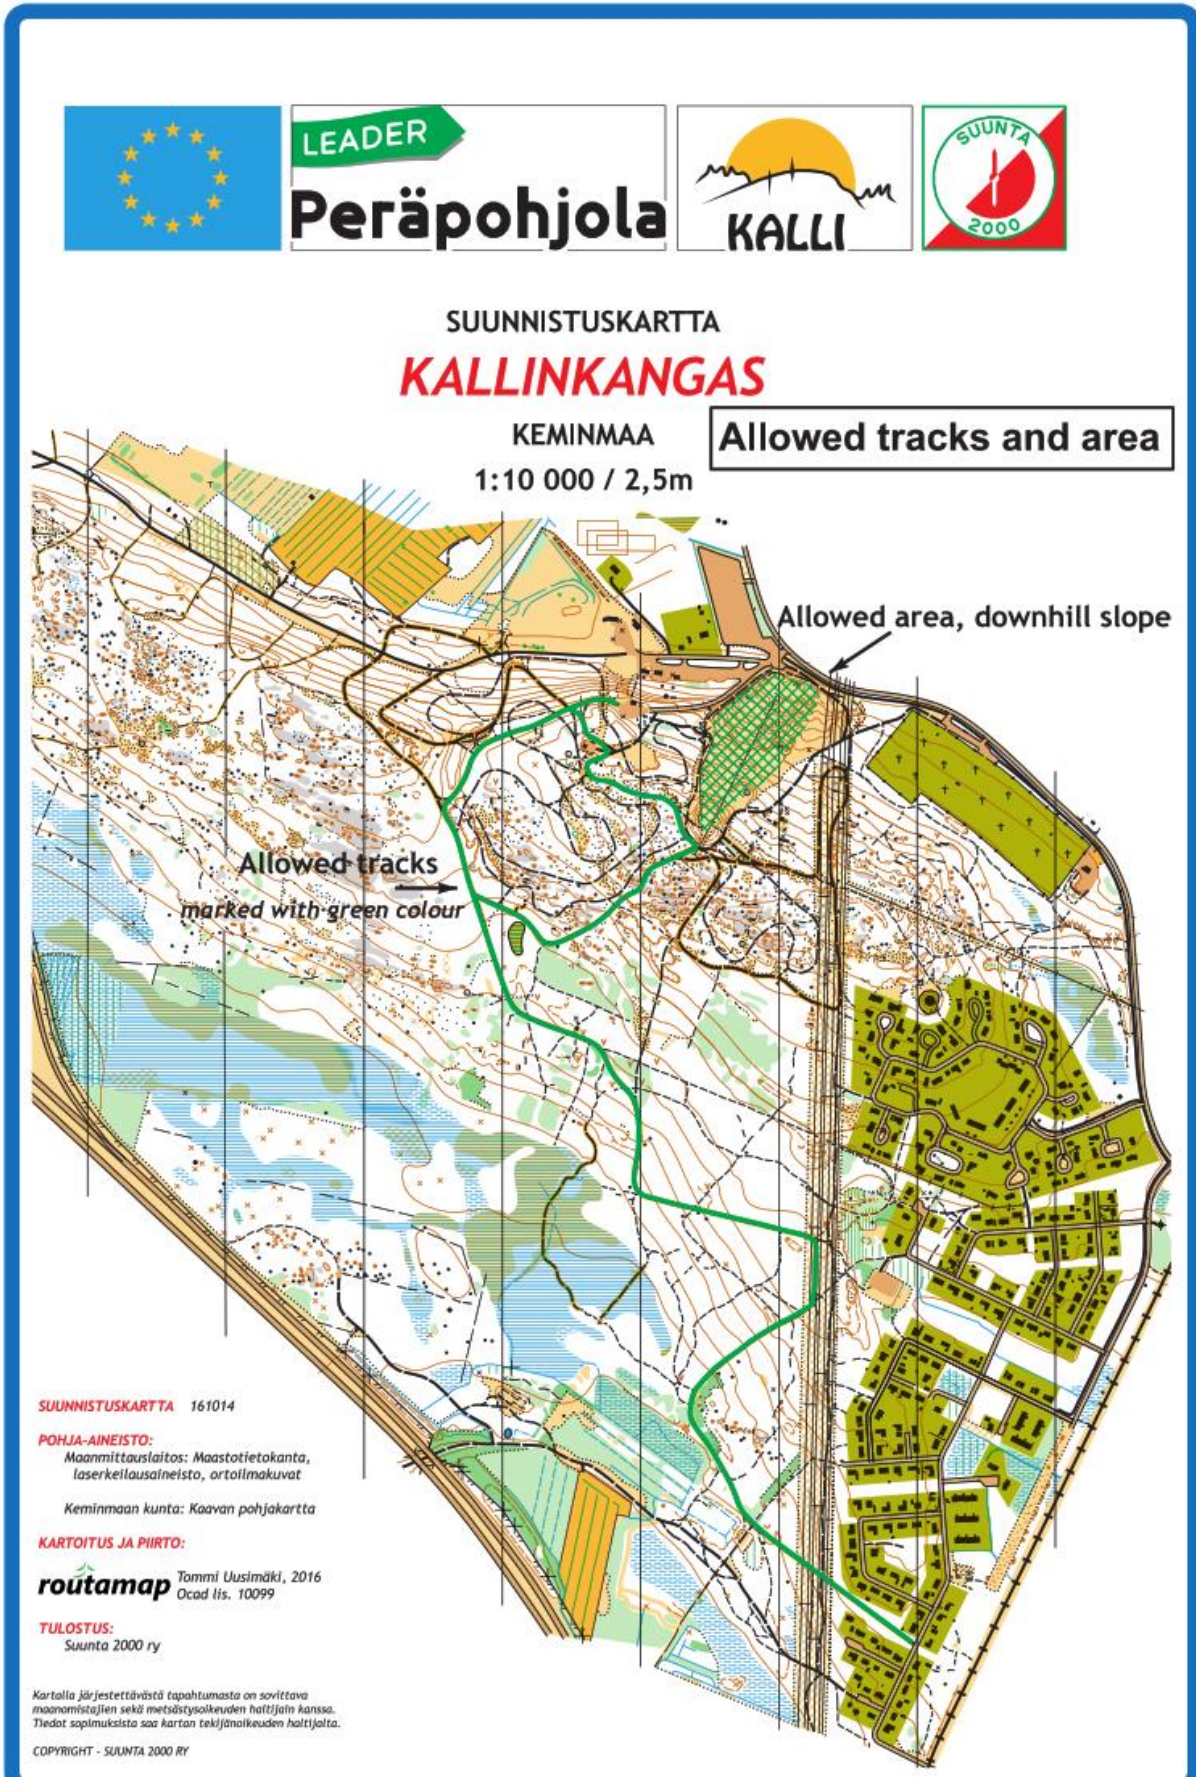 LEADER
Peräpohjola
KALLI
SUUNTA
2000
SUUNNISTUSKARTTA
KALLINKANGAS
KEMINMAA
1:10 000 / 2,5m
Allowed tracks and area
Allowed area, downhill slope
Allowed tracks
marked with green colour
SUUNNISTUSKARTTA 161014
POHJA-AINEISTO:
Maanmittauslaitos: Maastotietokanta,
laserkeilausaineisto, ortoilmakuvat
Keminmaan kunta: Kaavan pohjakartta
KARTOITUS JA PIIRTO:
routamap
Tommi Uusimäki, 2016
Ocad lis. 10099
TULOSTUS:
Suunta 2000 ry
Kartalla järjestettävästä tapahtumasta on sovittava
maanomistajien sekä metsästysoikeuden haltijain kanssa.
Tiedot sopimuksista saa kartan tekijänoikeuden haltijalta.
COPYRIGHT - SUUNTA 2000 RY